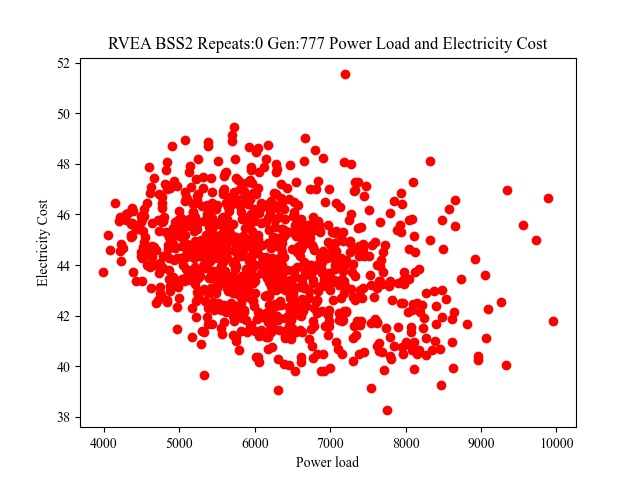 RVEA BSS2 Repeats:0 Gen:777 Power Load and Electricity Cost
52
50
48
46
44
42
40
38
Electricity Cost
4000 5000 6000 7000 8000 9000 10000
Power load